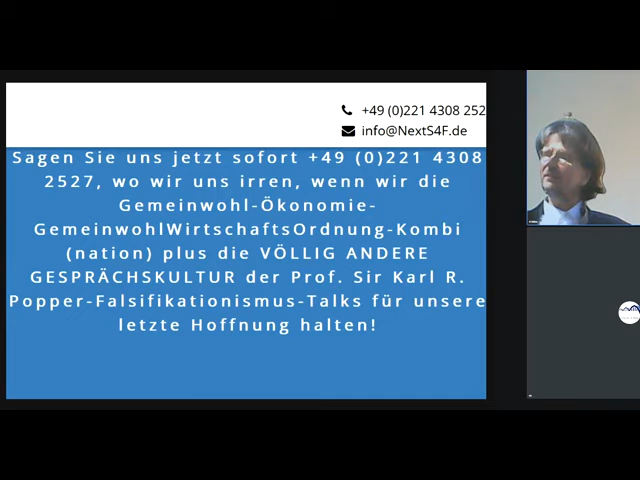 +49 (0)221 4308 252
info@NextS4F.de
Sagen Sie uns jetzt sofort +49 (0)221 4308
2527, wo wir uns irren, wenn wir die
Gemeinwohl-Ökonomie-
GemeinwohlWirtschaftsOrdnung-Kombi
(nation) plus die VÖLLIG ANDERE
GESPRÄCHSKULTUR der Prof. Sir Karl R.
Popper-Falsifikationismus-Talks für unsere
letzte Hoffnung halten!